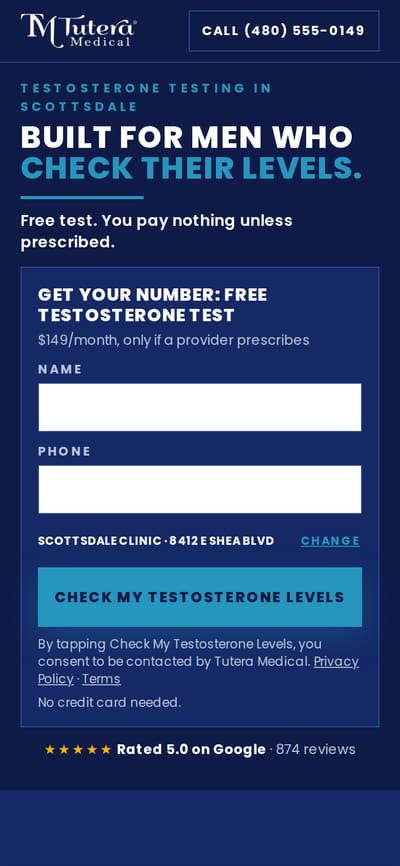 Tutera®
Medical
CALL (480) 555-0149
TESTOSTERONE TESTING IN
SCOTTSDALE
BUILT FOR MEN WHO
CHECK THEIR LEVELS.
Free test. You pay nothing unless
prescribed.
GET YOUR NUMBER: FREE
TESTOSTERONE TEST
$149/month, only if a provider prescribes
NAME
PHONE
SCOTTSDALE CLINIC · 8412 E SHEA BLVD CHANGE
CHECK MY TESTOSTERONE LEVELS
By tapping Check My Testosterone Levels, you
consent to be contacted by Tutera Medical. Privacy
Policy · Terms
No credit card needed.
★★★★★ Rated 5.0 on Google · 874 reviews